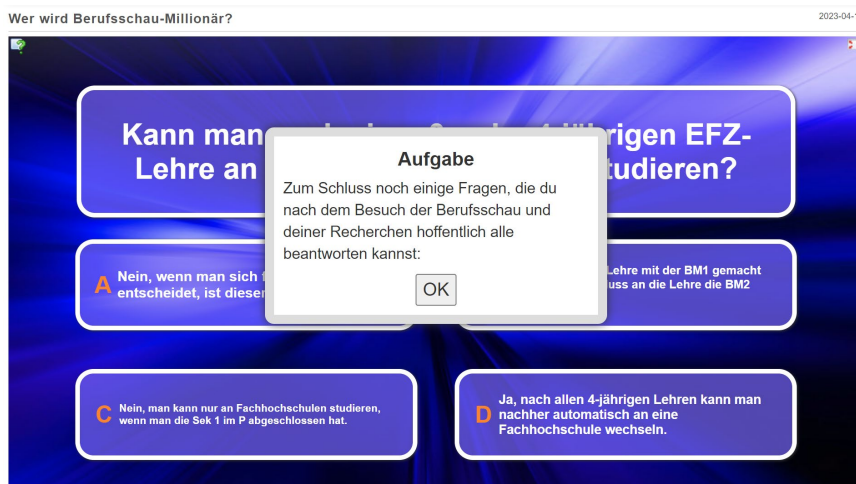 Wer wird Berufsschau-Millionär?
2023-04-
Kann man rigen EFZ-
Lehre an tudieren?
Aufgabe
Zum Schluss noch einige Fragen, die du
nach dem Besuch der Berufsschau und
deiner Recherchen hoffentlich alle
beantworten kannst:
OK
A
Nein, wenn man sich
entscheidet, ist dieser
Lehre mit der BM1 gemacht
uss an die Lehre die BM2
C
Nein, man kann nur an Fachhochschulen studieren,
wenn man die Sek 1 im P abgeschlossen hat.
D
Ja, nach allen 4-jährigen Lehren kann man
nachher automatisch an eine
Fachhochschule wechseln.